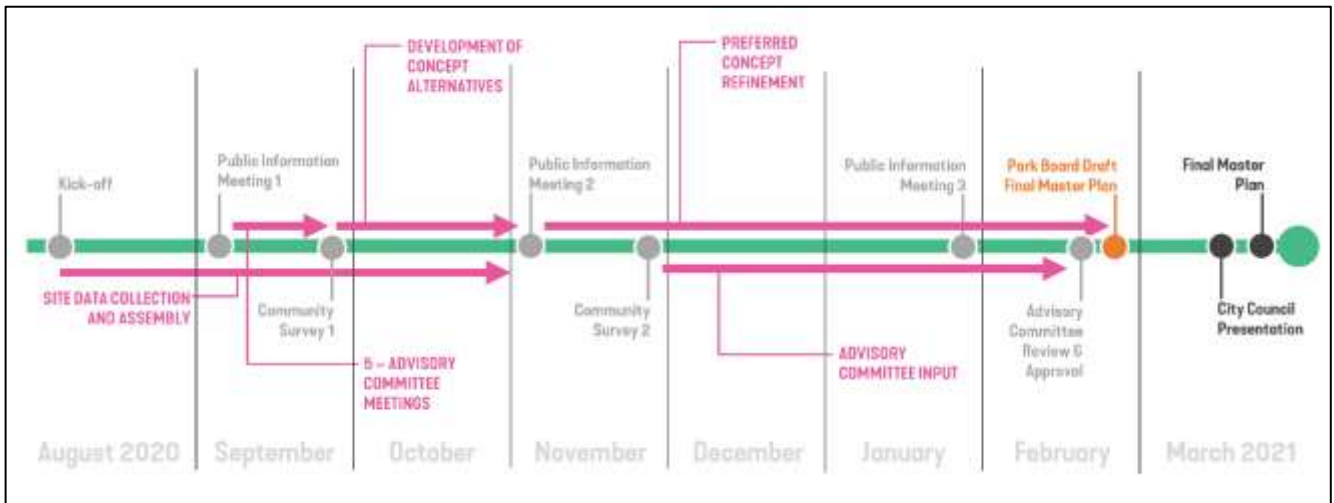 DEVELOPMENT OF
CONCEPT
ALTERNATIVES
PREFERRED
CONCEPT
REFINEMENT
Kick-off
Public Information
Meeting 1
Public Information
Meeting 2
Public Information
Meeting 3
Park Board Draft
Final Master Plan
Final Master
Plan
SITE DATA COLLECTION
AND ASSEMBLY
Community
Survey 1
5 – ADVISORY
COMMITTEE
MEETINGS
Community
Survey 2
ADVISORY
COMMITTEE INPUT
Advisory
Committee
Review &
Approval
City Council
Presentation
August 2020
September
October
November
December
January
February
March 2021